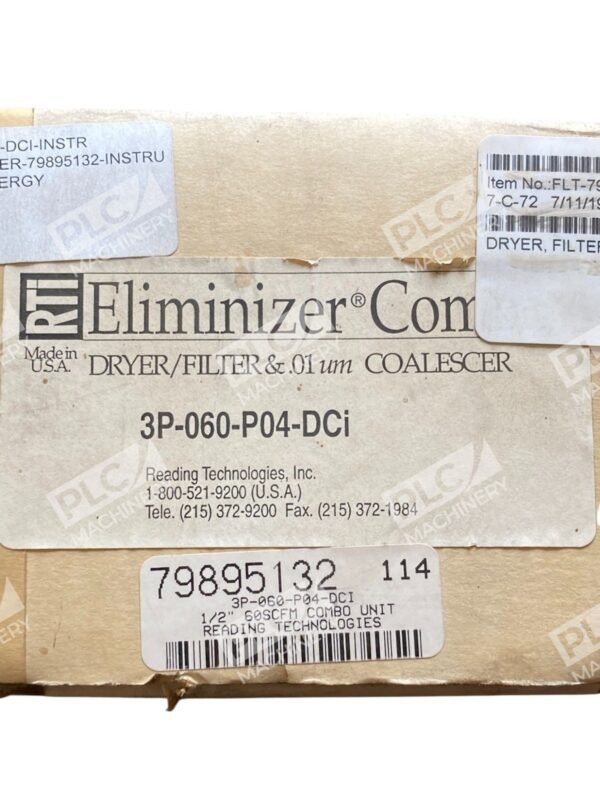 -DCI-INSTR
ER-79895132-INSTRU
ERGY
Item No.:FLT-79
7-C-72 7/11/19
DRYER, FILTER
RTi
Eliminizer® Com
Made in
U.S.A.
DRYER/FILTER & .01 um COALESCER
3P-060-P04-DCi
Reading Technologies, Inc.
1-800-521-9200 (U.S.A.)
Tele. (215) 372-9200 Fax. (215) 372-1984
79895132 114
3P-060-P04-DCI
1/2" 60SCFM COMBO UNIT
READING TECHNOLOGIES
PLC
MACHINERY